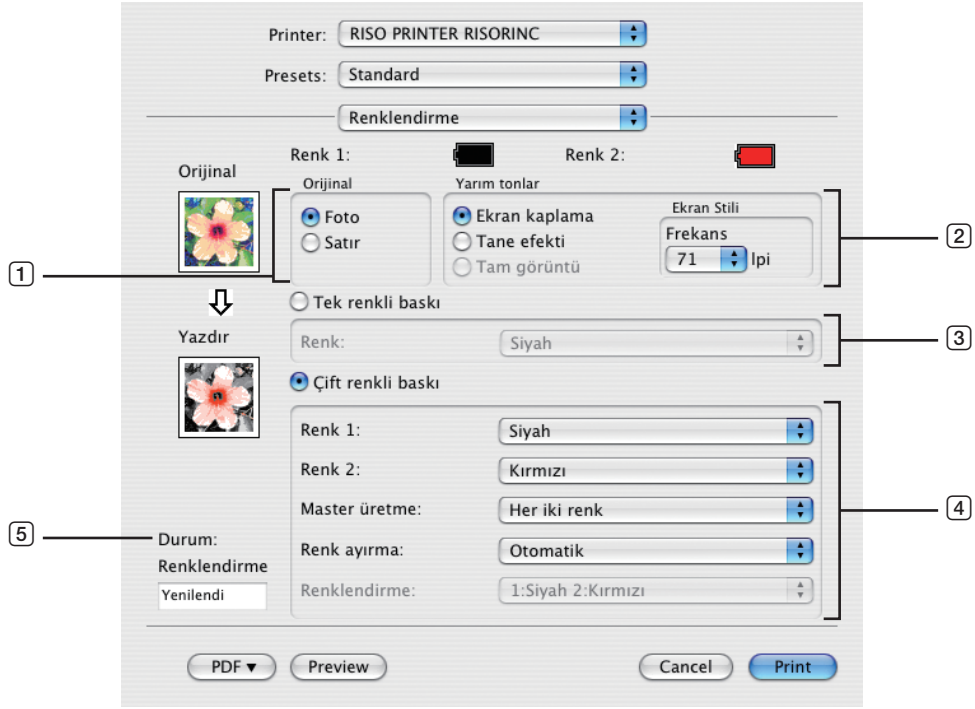 Printer: RISO PRINTER RISORINC
Presets: Standard
Renklendirme
Renk 1: Renk 2:
Orijinal
Orijinal
Foto
Satır
Yarım tonlar
Ekran kaplama
Tane efekti
Tam görüntü
Ekran Stili
Frekans
71 lpi
1
2
Tek renkli baskı
Yazdır
Renk: Siyah
3
Çift renkli baskı
Renk 1: Siyah
Renk 2: Kırmızı
Master üretme: Her iki renk
Renk ayırma: Otomatik
Renklendirme: 1:Siyah 2:Kırmızı
4
5
Durum:
Renklendirme
Yenilendi
PDF Preview Cancel Print